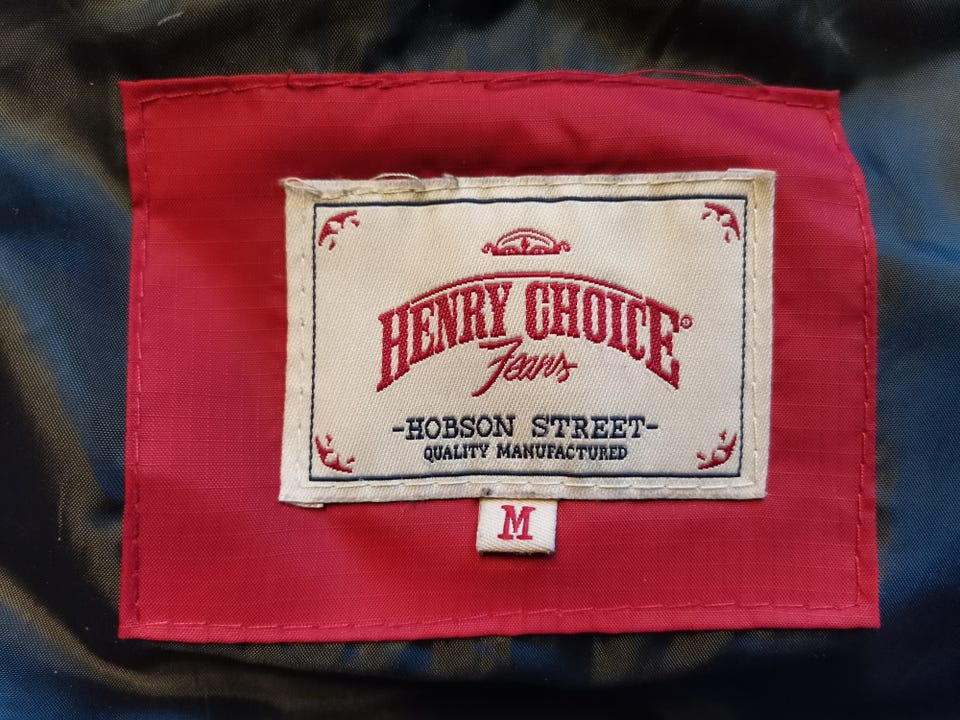 HENRY CHOICE®
Jeans
-HOBSON STREET-
QUALITY MANUFACTURED
M